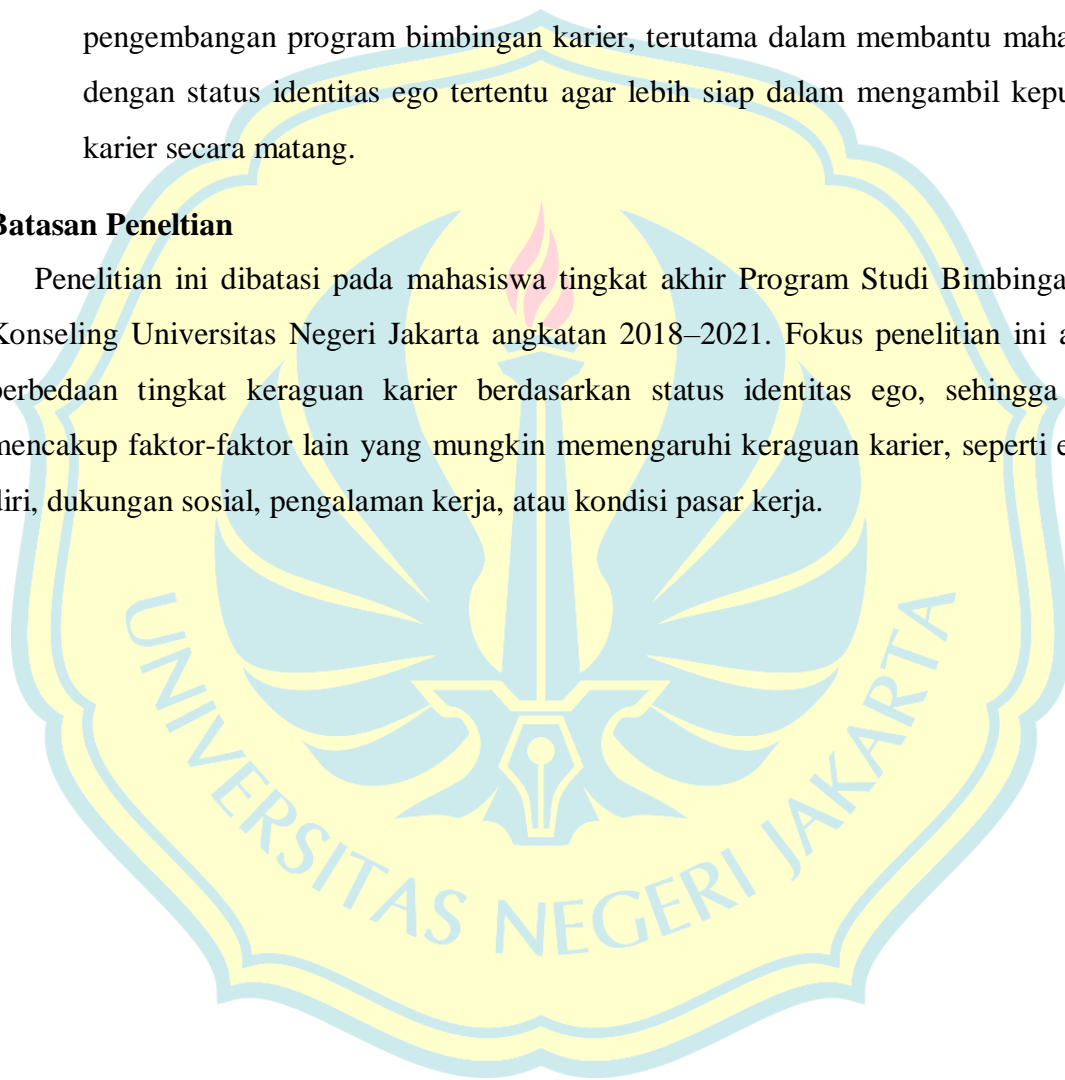 pengembangan program bimbingan karier, terutama dalam membantu maha
dengan status identitas ego tertentu agar lebih siap dalam mengambil kepu
karier secara matang.
Batasan Peneltian
Penelitian ini dibatasi pada mahasiswa tingkat akhir Program Studi Bimbinga
Konseling Universitas Negeri Jakarta angkatan 2018–2021. Fokus penelitian ini a
perbedaan tingkat keraguan karier berdasarkan status identitas ego, sehingga
mencakup faktor-faktor lain yang mungkin memengaruhi keraguan karier, seperti e
diri, dukungan sosial, pengalaman kerja, atau kondisi pasar kerja.
UNIVERSITAS NEGERI JAKARTA